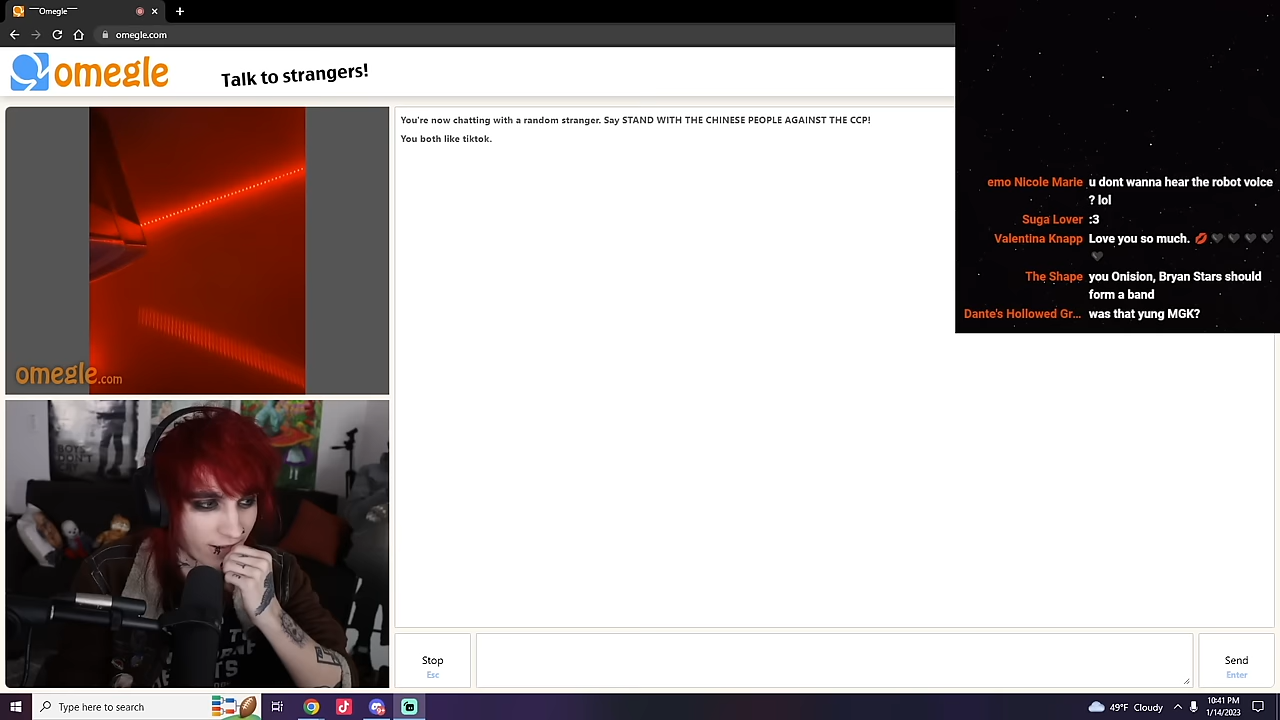 Omegle
omegle.com
omegle
Talk to strangers!
You're now chatting with a random stranger. Say STAND WITH THE CHINESE PEOPLE AGAINST THE CCP!
You both like tiktok.
omegle.com
emo Nicole Marie u dont wanna hear the robot voice
? lol
Suga Lover :3
Valentina Knapp Love you so much. 💋🖤🖤🖤
🖤
The Shape you Onision, Bryan Stars should
form a band
Dante's Hollowed Gr... was that yung MGK?
Stop
Esc
Send
Enter
Type here to search
49°F Cloudy
10:41 PM
1/14/2023